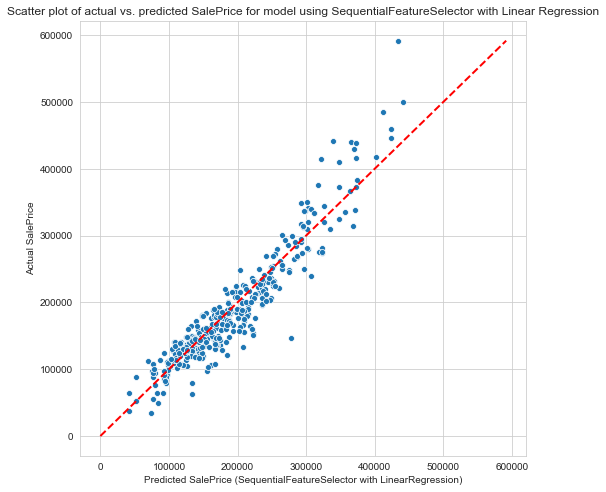 Scatter plot of actual vs. predicted SalePrice for model using SequentialFeatureSelector with Linear Regression
600000
500000
400000
300000
200000
100000
0
Actual SalePrice
0 100000 200000 300000 400000 500000 600000
Predicted SalePrice (SequentialFeatureSelector with LinearRegression)